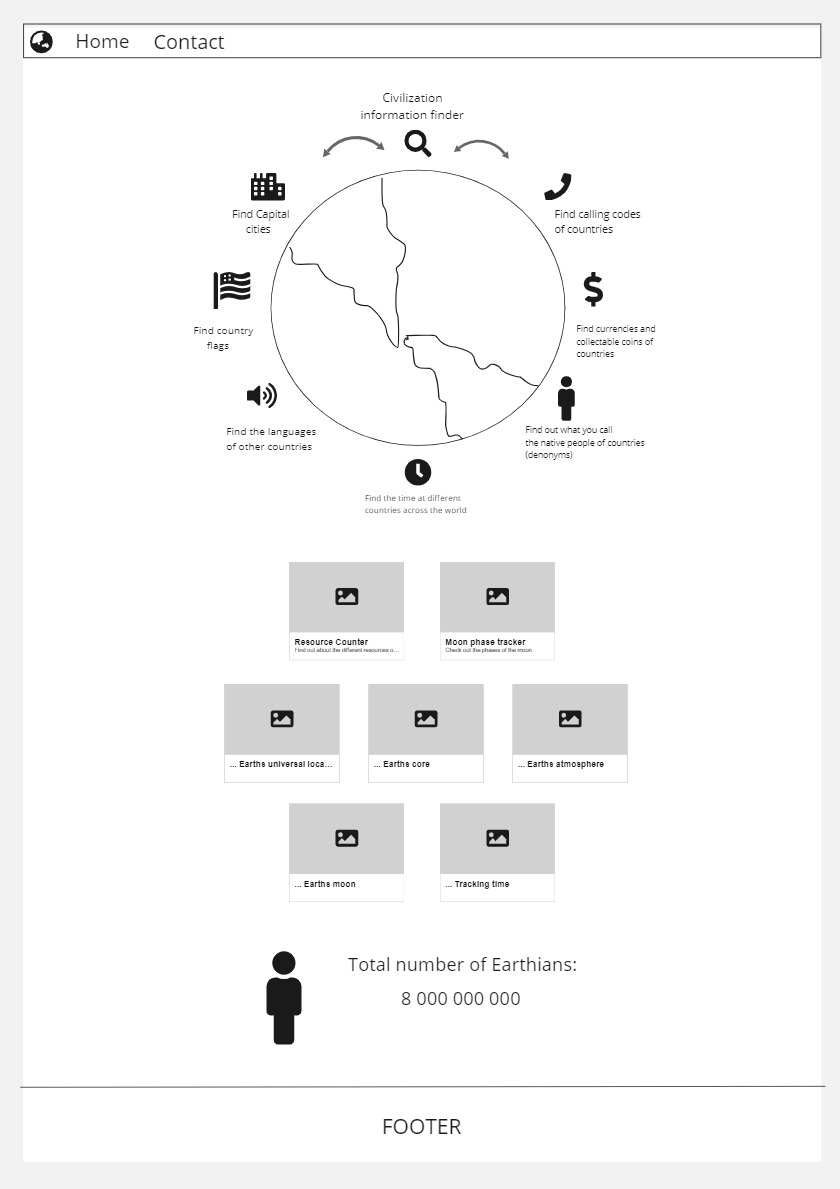 Home Contact
Civilization
information finder
Find Capital
cities
Find calling codes
of countries
Find country
flags
Find currencies and
collectable coins of
countries
Find the languages
of other countries
Find out what you call
the native people of countries
(denonyms)
Find the time at different
countries across the world
Resource Counter
Find out about the different resources o...
Moon phase tracker
Check out the phases of the moon
... Earths universal loca...
... Earths core
... Earths atmosphere
... Earths moon
... Tracking time
Total number of Earthians:
8 000 000 000
FOOTER